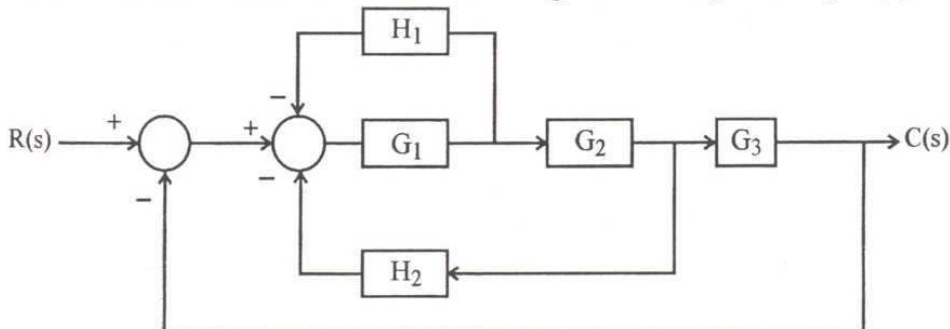 H₁
R(s) + − + − G₁ G₂ G₃ C(s)
−
H₂